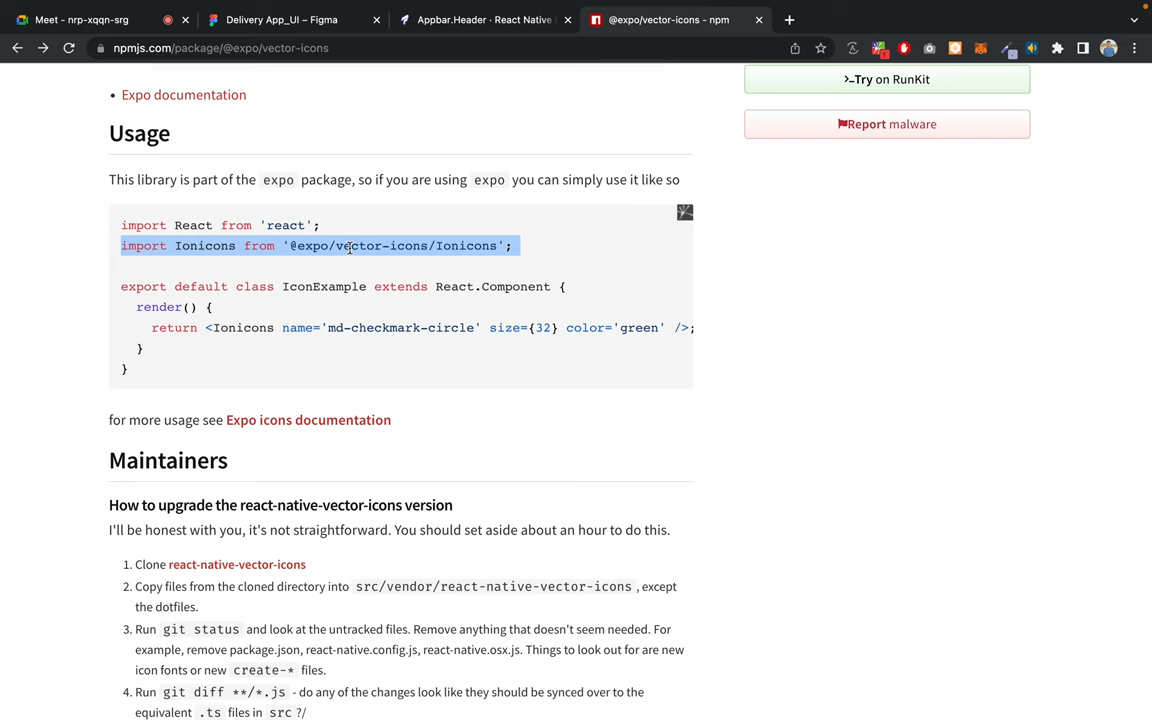 Meet - nrp-xqqn-srg
Delivery App_UI – Figma
Appbar.Header · React Native
@expo/vector-icons - npm
npmjs.com/package/@expo/vector-icons
• Expo documentation
>_Try on RunKit
Report malware
Usage
This library is part of the expo package, so if you are using expo you can simply use it like so
import React from 'react';
import Ionicons from '@expo/vector-icons/Ionicons';
export default class IconExample extends React.Component {
render() {
return <Ionicons name='md-checkmark-circle' size={32} color='green' />;
}
}
for more usage see Expo icons documentation
Maintainers
How to upgrade the react-native-vector-icons version
I'll be honest with you, it's not straightforward. You should set aside about an hour to do this.
1. Clone react-native-vector-icons
2. Copy files from the cloned directory into src/vendor/react-native-vector-icons , except
the dotfiles.
3. Run git status and look at the untracked files. Remove anything that doesn't seem needed. For
example, remove package.json, react-native.config.js, react-native.osx.js. Things to look out for are new
icon fonts or new create-* files.
4. Run git diff **/*.js - do any of the changes look like they should be synced over to the
equivalent .ts files in src ?/